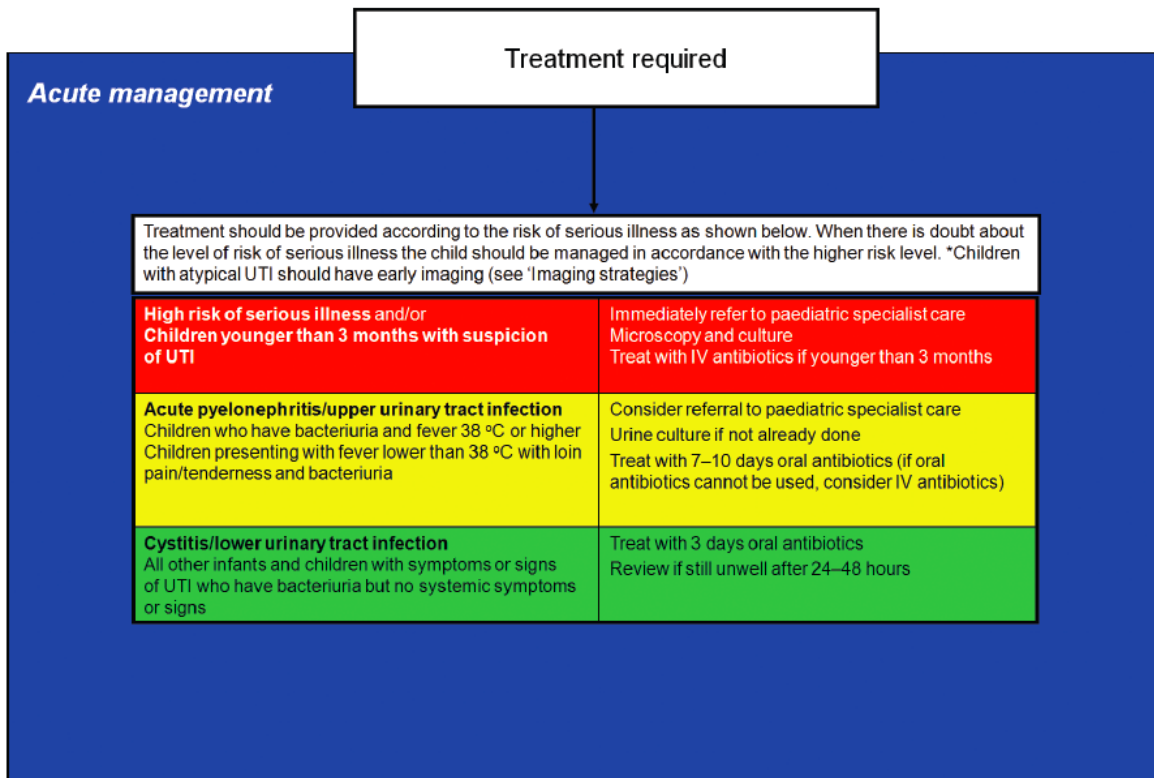 Treatment required
Acute management
Treatment should be provided according to the risk of serious illness as shown below. When there is doubt about
the level of risk of serious illness the child should be managed in accordance with the higher risk level. *Children
with atypical UTI should have early imaging (see ‘Imaging strategies’)
High risk of serious illness and/or
Children younger than 3 months with suspicion
of UTI
Immediately refer to paediatric specialist care
Microscopy and culture
Treat with IV antibiotics if younger than 3 months
Acute pyelonephritis/upper urinary tract infection
Children who have bacteriuria and fever 38 ºC or higher
Children presenting with fever lower than 38 ºC with loin
pain/tenderness and bacteriuria
Consider referral to paediatric specialist care
Urine culture if not already done
Treat with 7–10 days oral antibiotics (if oral
antibiotics cannot be used, consider IV antibiotics)
Cystitis/lower urinary tract infection
All other infants and children with symptoms or signs
of UTI who have bacteriuria but no systemic symptoms
or signs
Treat with 3 days oral antibiotics
Review if still unwell after 24–48 hours